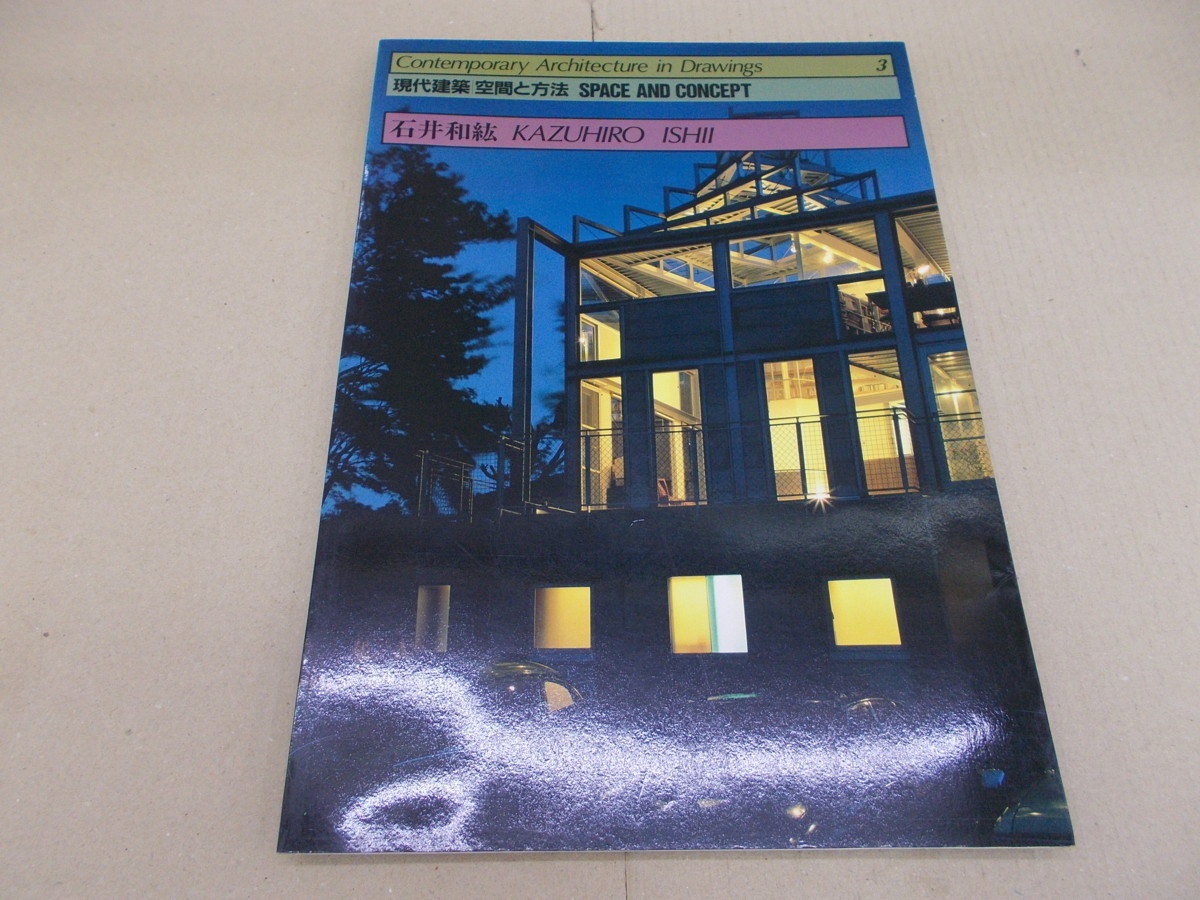 Contemporary Architecture in Drawings 3
現代建築 空間と方法 SPACE AND CONCEPT
石井和紘 KAZUHIRO ISHII